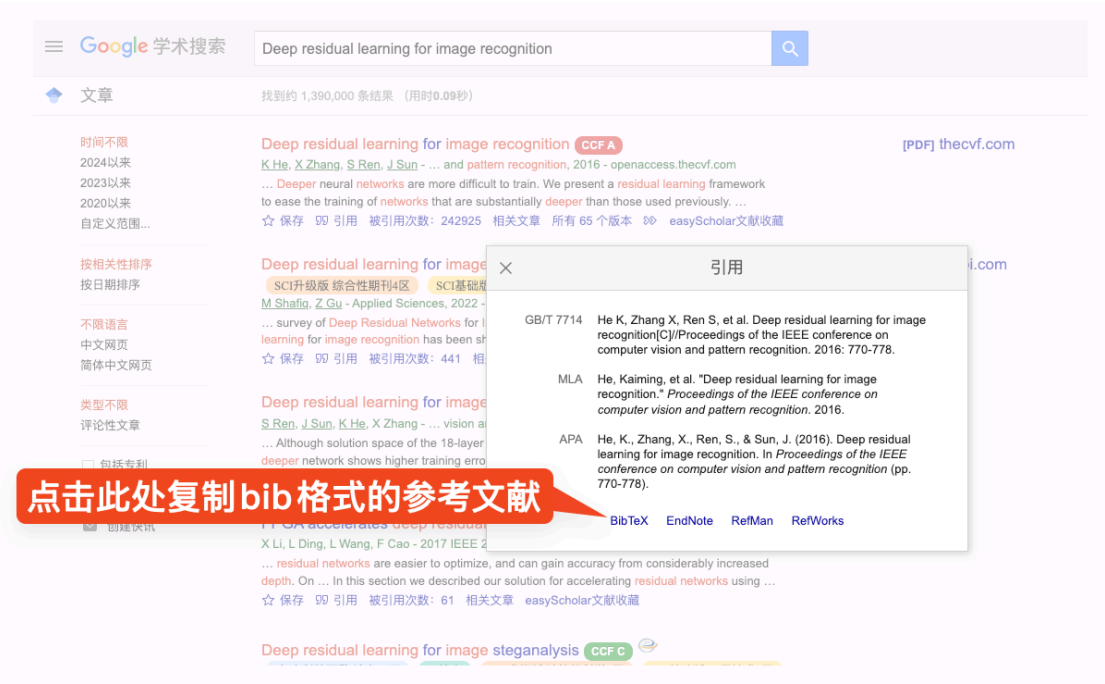 Google 学术搜索
Deep residual learning for image recognition
文章
找到约 1,390,000 条结果 （用时0.09秒）
时间不限
2024以来
2023以来
2020以来
自定义范围...
按相关性排序
按日期排序
不限语言
中文网页
简体中文网页
类型不限
评论性文章
包括专利
创建快讯
Deep residual learning for image recognition CCF A
[PDF] thecvf.com
K He, X Zhang, S Ren, J Sun - … and pattern recognition, 2016 - openaccess.thecvf.com
… Deeper neural networks are more difficult to train. We present a residual learning framework
to ease the training of networks that are substantially deeper than those used previously. …
保存 引用 被引用次数：242925 相关文章 所有 65 个版本 easyScholar文献收藏
Deep residual learning for image
i.com
SCI升级版 综合性期刊4区 SCI基础版
M Shafiq, Z Gu - Applied Sciences, 2022 -
… survey of Deep Residual Networks for
learning for image recognition has been sh
保存 引用 被引用次数：441 相
Deep residual learning for image
S Ren, J Sun, K He, X Zhang - … vision a
… Although solution space of the 18-layer
deeper network shows higher training erro
FPGA accelerates deep residual
X Li, L Ding, L Wang, F Cao - 2017 IEEE 2
… residual networks are easier to optimize, and can gain accuracy from considerably increased
depth. On … In this section we described our solution for accelerating residual networks using …
保存 引用 被引用次数：61 相关文章 easyScholar文献收藏
Deep residual learning for image steganalysis CCF C
引用
GB/T 7714
He K, Zhang X, Ren S, et al. Deep residual learning for image
recognition[C]//Proceedings of the IEEE conference on
computer vision and pattern recognition. 2016: 770-778.
MLA
He, Kaiming, et al. "Deep residual learning for image
recognition." Proceedings of the IEEE conference on
computer vision and pattern recognition. 2016.
APA
He, K., Zhang, X., Ren, S., & Sun, J. (2016). Deep residual
learning for image recognition. In Proceedings of the IEEE
conference on computer vision and pattern recognition (pp.
770-778).
BibTeX EndNote RefMan RefWorks
点击此处复制bib格式的参考文献